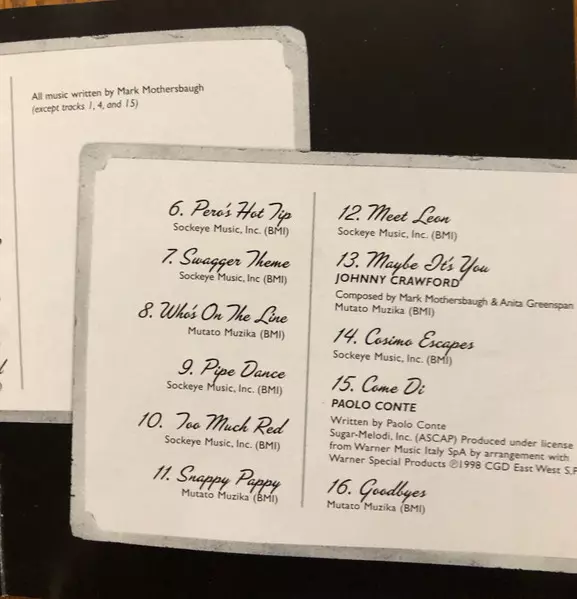 All music written by Mark Mothersbaugh
(except tracks 1, 4, and 15)
6. Pero's Hot Tip
Sockeye Music, Inc. (BMI)
7. Swagger Theme
Sockeye Music, Inc (BMI)
8. Who's On The Line
Mutato Muzika (BMI)
9. Pipe Dance
Sockeye Music, Inc. (BMI)
10. Too Much Red
Sockeye Music, Inc. (BMI)
11. Snappy Pappy
Mutato Muzika (BMI)
12. Meet Leon
Sockeye Music, Inc. (BMI)
13. Maybe It's You
JOHNNY CRAWFORD
Composed by Mark Mothersbaugh & Anita Greenspan
Mutato Muzika (BMI)
14. Cosimo Escapes
Sockeye Music, Inc. (BMI)
15. Come Di
PAOLO CONTE
Written by Paolo Conte
Sugar-Melodi, Inc. (ASCAP) Produced under license
from Warner Music Italy SpA by arrangement with
Warner Special Products ℗1998 CGD East West S.P
16. Goodbyes
Mutato Muzika (BMI)